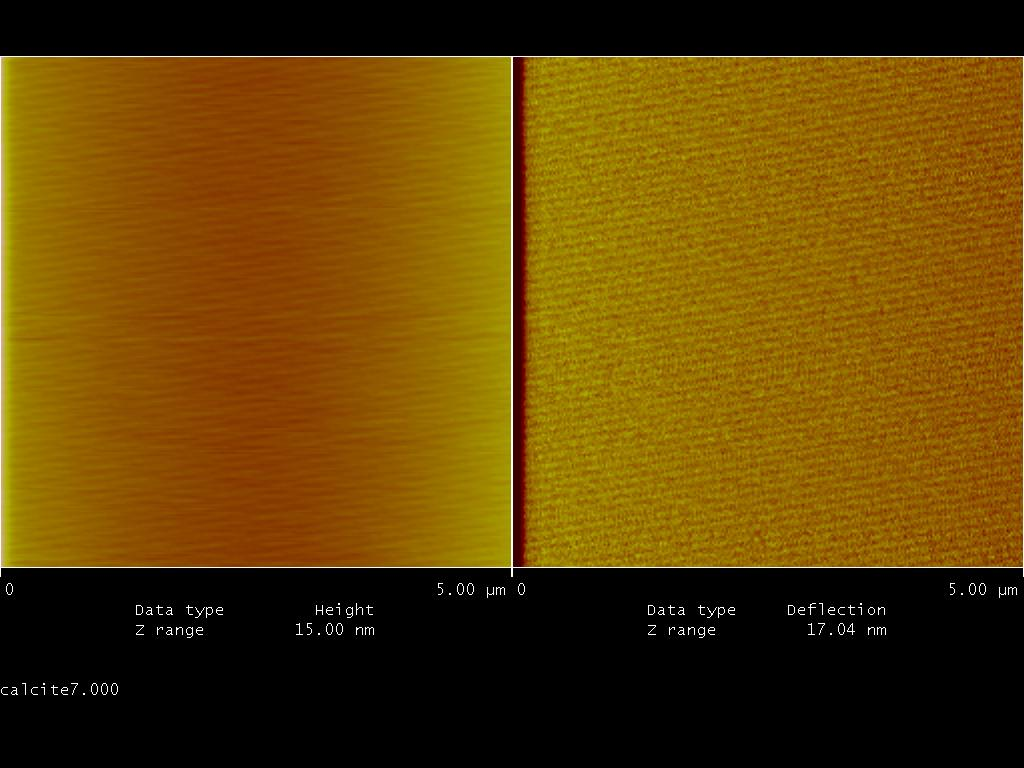 0 5.00 µm 0 5.00 µm
Data type Height Data type Deflection
Z range 15.00 nm Z range 17.04 nm
calcite7.000